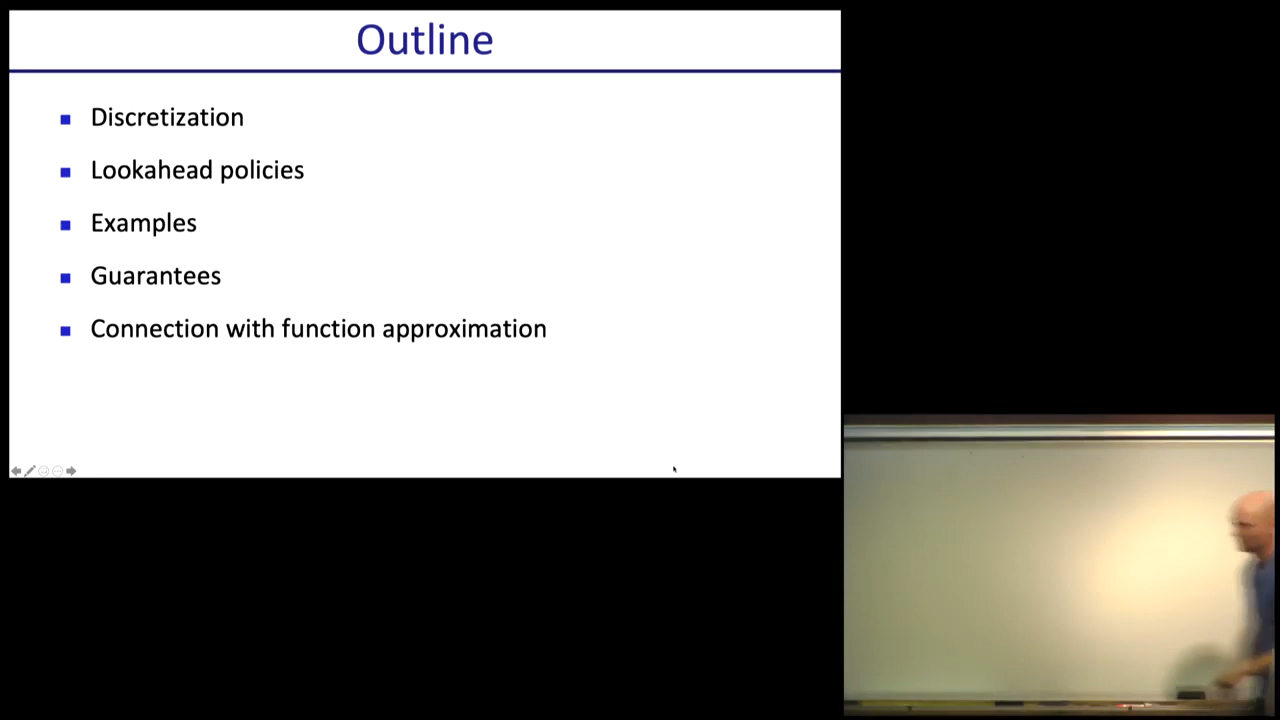 Outline
Discretization
Lookahead policies
Examples
Guarantees
Connection with function approximation